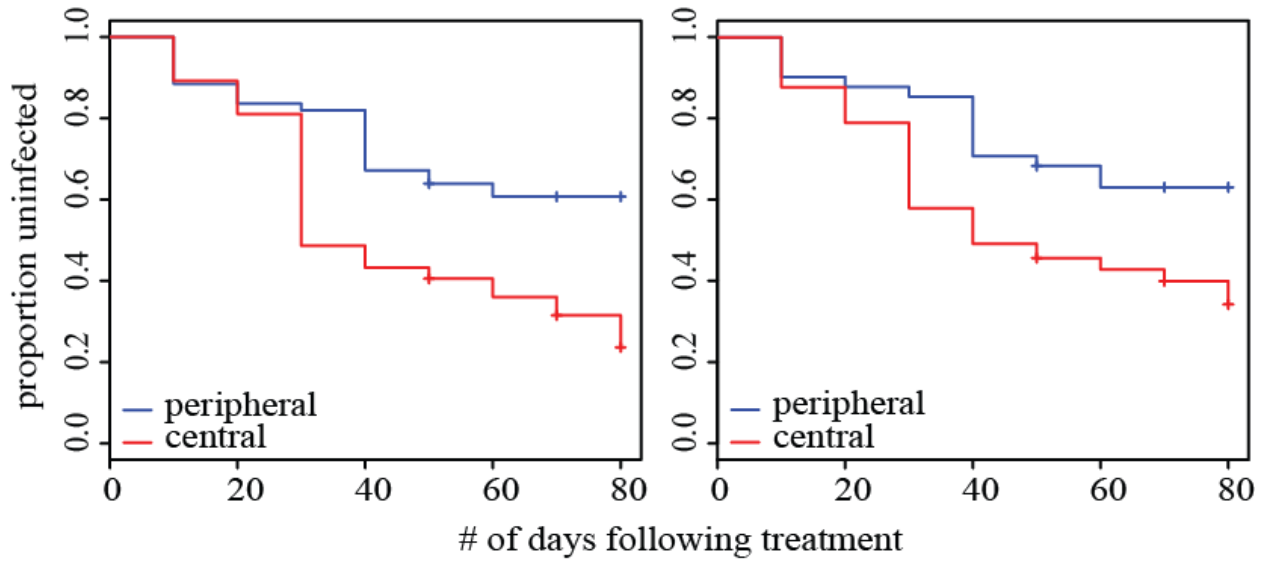 proportion uninfected
1.0
0.8
0.6
0.4
0.2
0.0
peripheral
central
0 20 40 60 80
1.0
0.8
0.6
0.4
0.2
0.0
peripheral
central
0 20 40 60 80
# of days following treatment